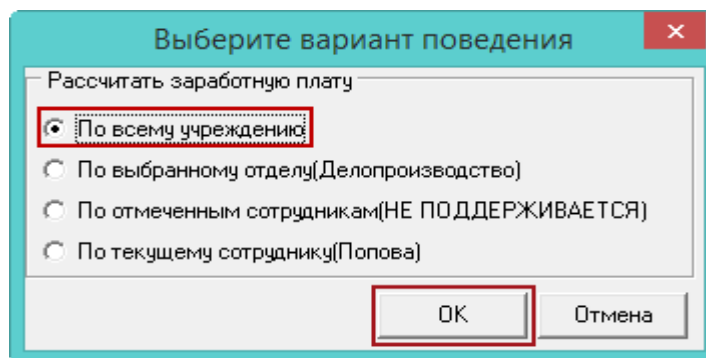 Выберите вариант поведения
Рассчитать заработную плату
По всему учреждению
По выбранному отделу(Делопроизводство)
По отмеченным сотрудникам(НЕ ПОДДЕРЖИВАЕТСЯ)
По текущему сотруднику(Попова)
OK
Отмена